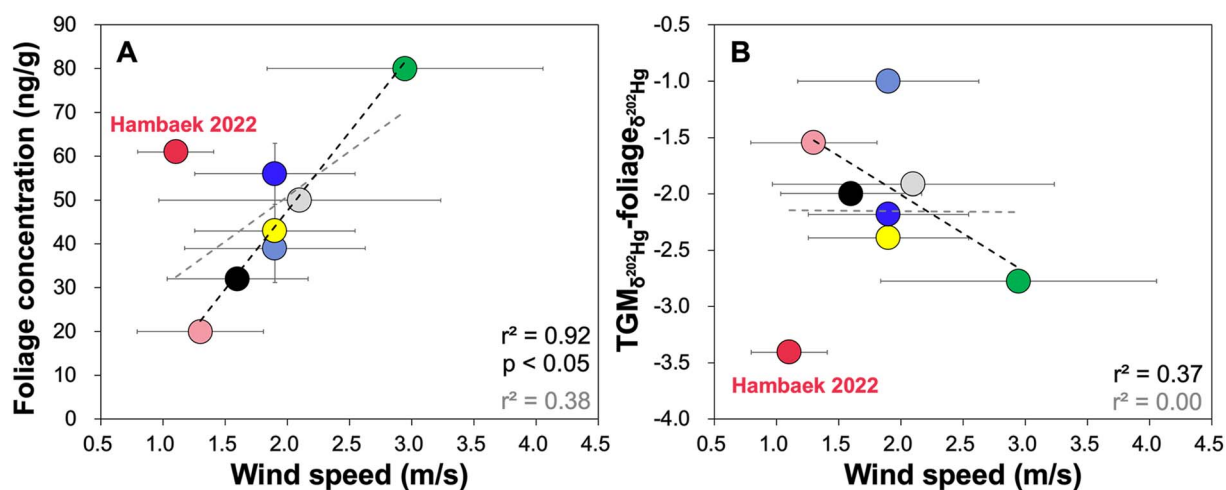 A
Foliage concentration (ng/g)
90
80
70
60
50
40
30
20
10
0
Hambaek 2022
r² = 0.92
p < 0.05
r² = 0.38
0.5 1.0 1.5 2.0 2.5 3.0 3.5 4.0 4.5
Wind speed (m/s)
B
TGM δ²⁰²Hg-foliage δ²⁰²Hg
-0.5
-1.0
-1.5
-2.0
-2.5
-3.0
-3.5
-4.0
Hambaek 2022
r² = 0.37
r² = 0.00
0.5 1.0 1.5 2.0 2.5 3.0 3.5 4.0 4.5
Wind speed (m/s)